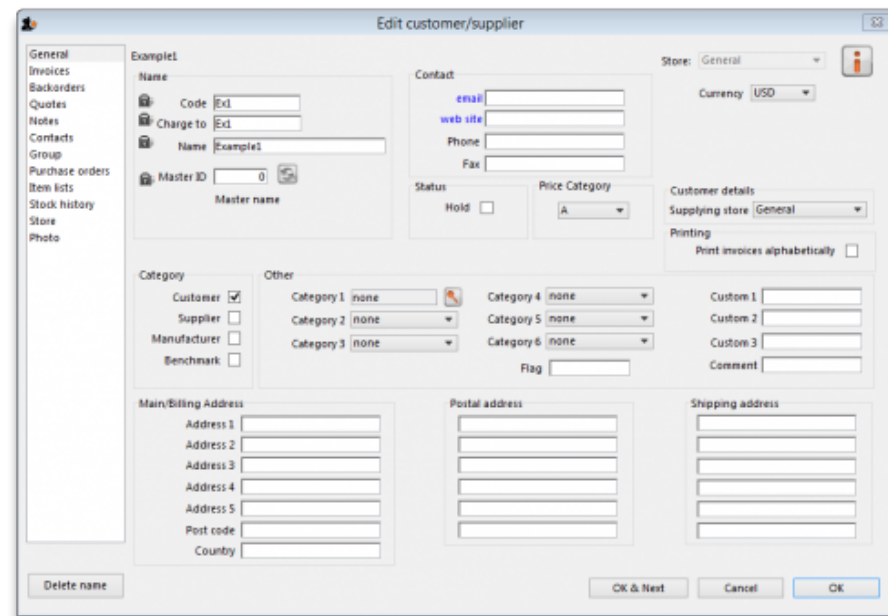 Edit customer/supplier
General
Invoices
Backorders
Quotes
Notes
Contacts
Group
Purchase orders
Item lists
Stock history
Store
Photo
Example1
Name
Code Ex1
Charge to Ex1
Name Example1
Master ID 0
Master name
Contact
email
web site
Phone
Fax
Store: General
Currency USD
Status
Hold
Price Category
A
Customer details
Supplying store General
Printing
Print invoices alphabetically
Category
Customer
Supplier
Manufacturer
Benchmark
Other
Category 1 none
Category 2 none
Category 3 none
Category 4 none
Category 5 none
Category 6 none
Flag
Custom 1
Custom 2
Custom 3
Comment
Main/Billing Address
Address 1
Address 2
Address 3
Address 4
Address 5
Post code
Country
Postal address
Shipping address
Delete name
OK & Next
Cancel
OK